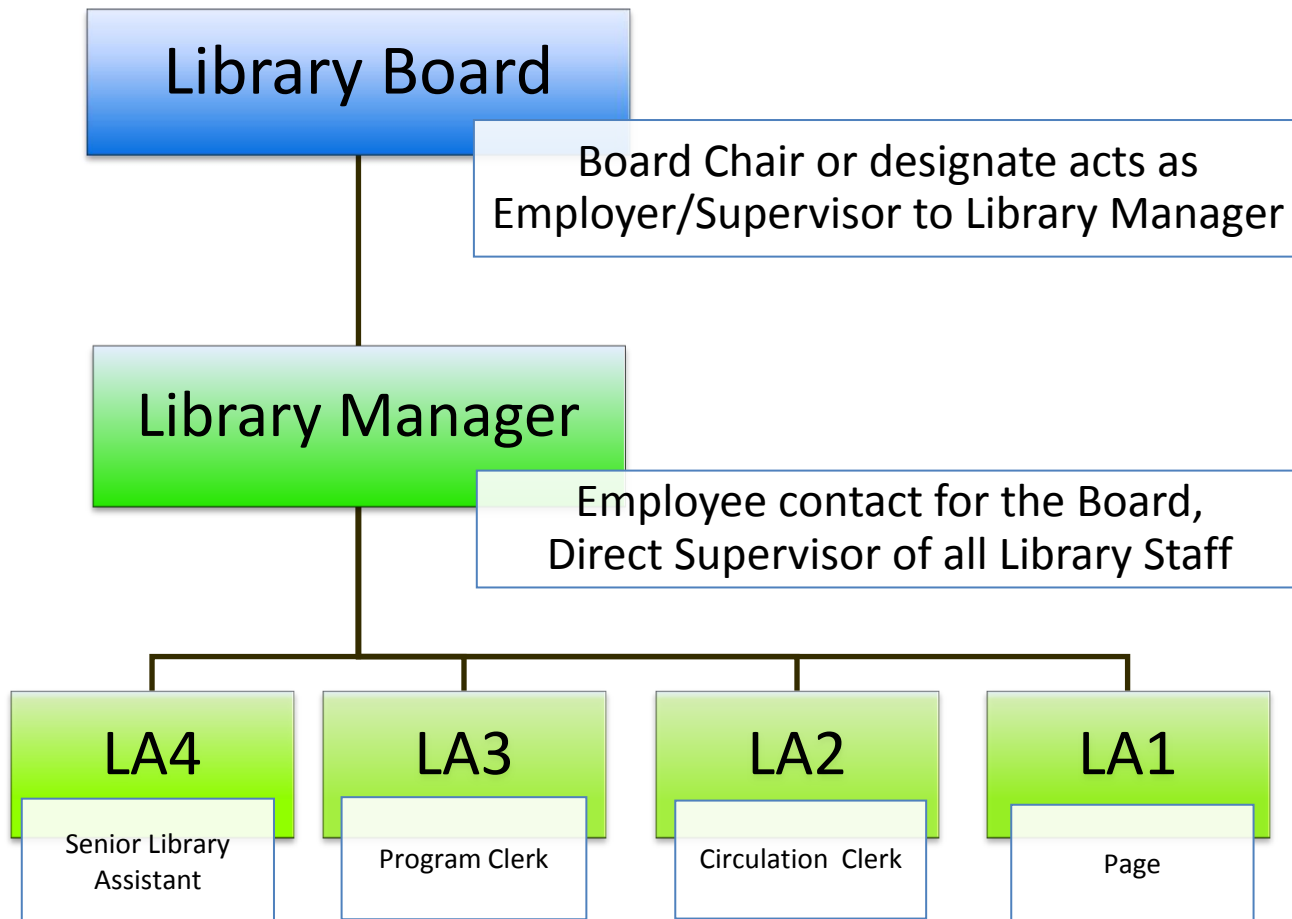 Library Board
Board Chair or designate acts as
Employer/Supervisor to Library Manager
Library Manager
Employee contact for the Board,
Direct Supervisor of all Library Staff
LA4
Senior Library
Assistant
LA3
Program Clerk
LA2
Circulation Clerk
LA1
Page